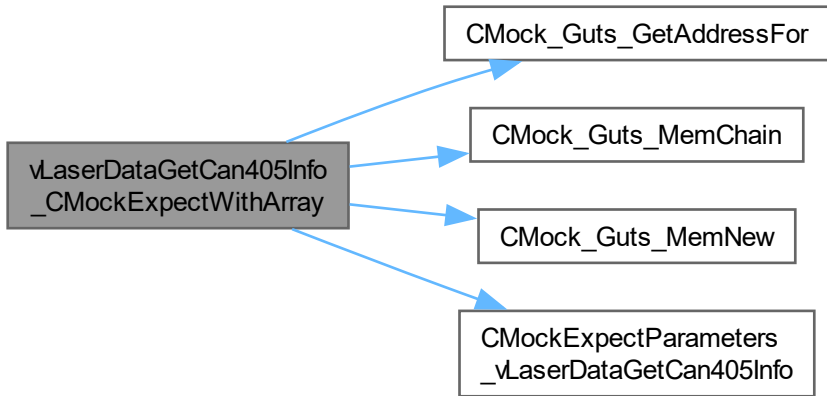 CMock_Guts_GetAddressFor
CMock_Guts_MemChain
vLaserDataGetCan405Info
_CMockExpectWithArray
CMock_Guts_MemNew
CMockExpectParameters
_vLaserDataGetCan405Info